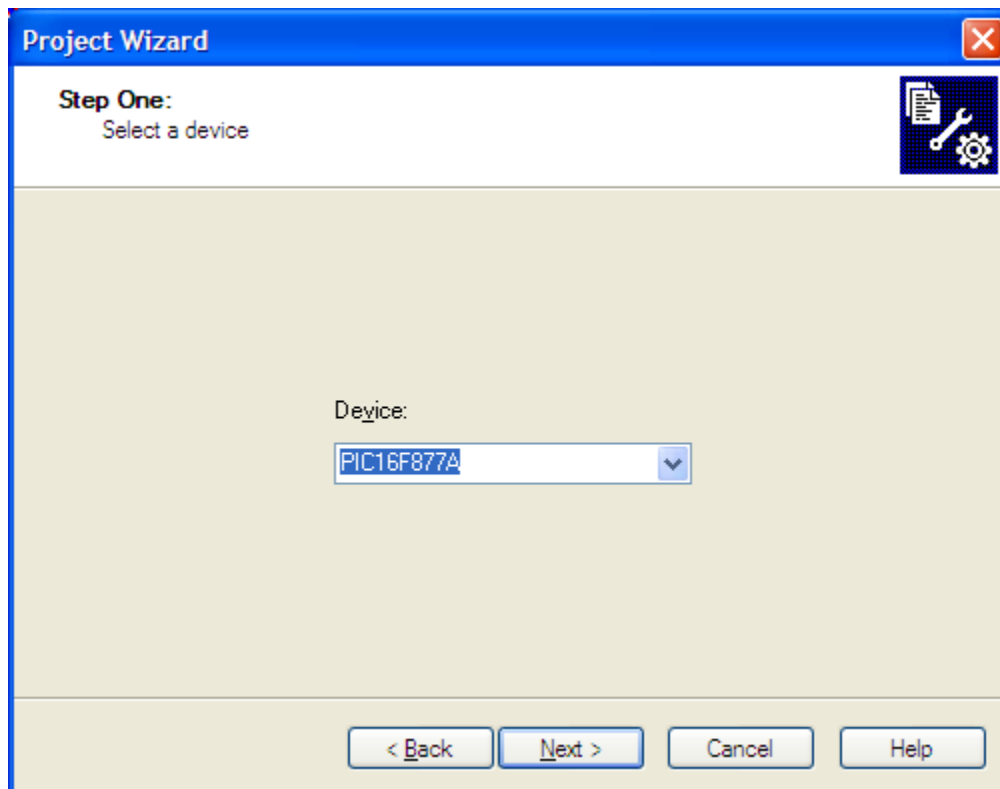 Project Wizard
Step One:
Select a device
Device:
PIC16F877A
< Back Next > Cancel Help